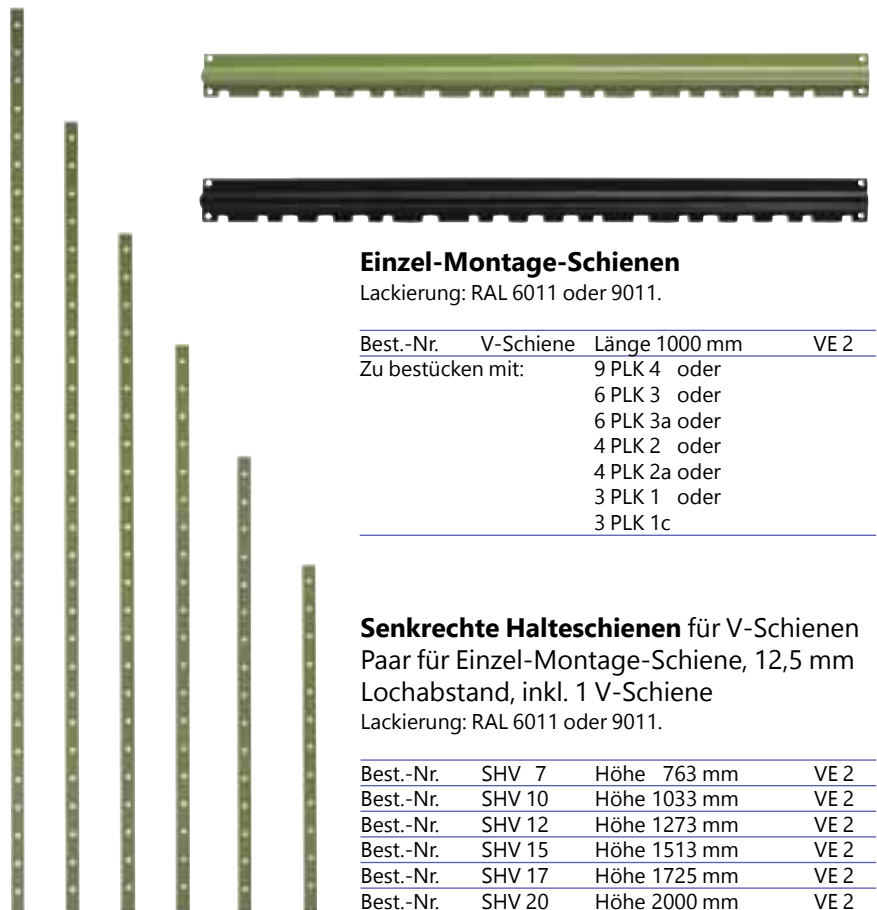 Einzel-Montage-Schienen
Lackierung: RAL 6011 oder 9011.
Best.-Nr. V-Schiene Länge 1000 mm VE 2
Zu bestücken mit: 9 PLK 4 oder
6 PLK 3 oder
6 PLK 3a oder
4 PLK 2 oder
4 PLK 2a oder
3 PLK 1 oder
3 PLK 1c
Senkrechte Halteschienen für V-Schienen
Paar für Einzel-Montage-Schiene, 12,5 mm
Lochabstand, inkl. 1 V-Schiene
Lackierung: RAL 6011 oder 9011.
Best.-Nr. SHV 7 Höhe 763 mm VE 2
Best.-Nr. SHV 10 Höhe 1033 mm VE 2
Best.-Nr. SHV 12 Höhe 1273 mm VE 2
Best.-Nr. SHV 15 Höhe 1513 mm VE 2
Best.-Nr. SHV 17 Höhe 1725 mm VE 2
Best.-Nr. SHV 20 Höhe 2000 mm VE 2